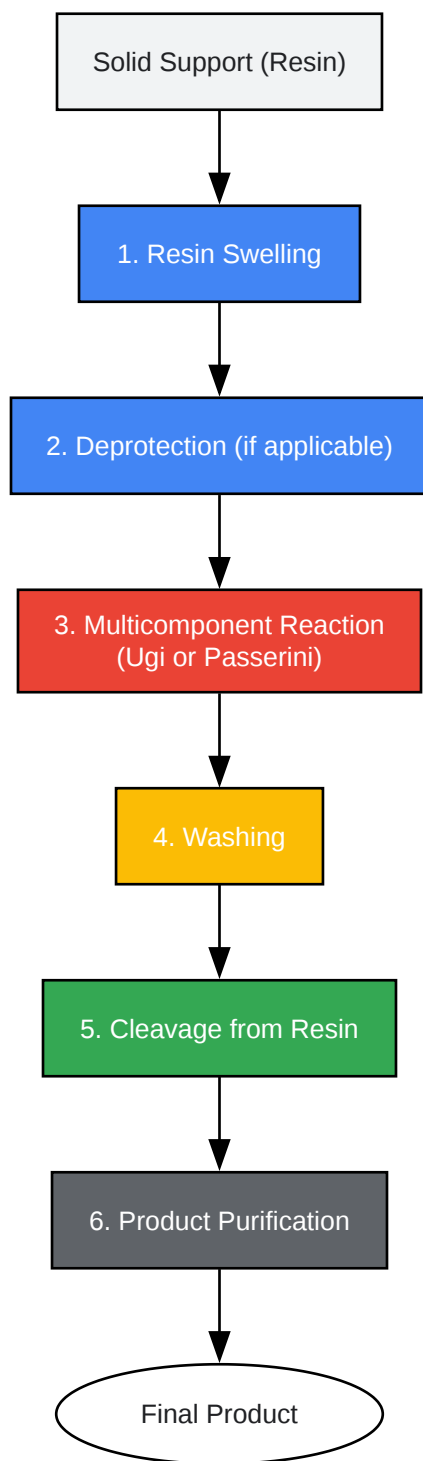 Solid Support (Resin)
1. Resin Swelling
2. Deprotection (if applicable)
3. Multicomponent Reaction
(Ugi or Passerini)
4. Washing
5. Cleavage from Resin
6. Product Purification
Final Product